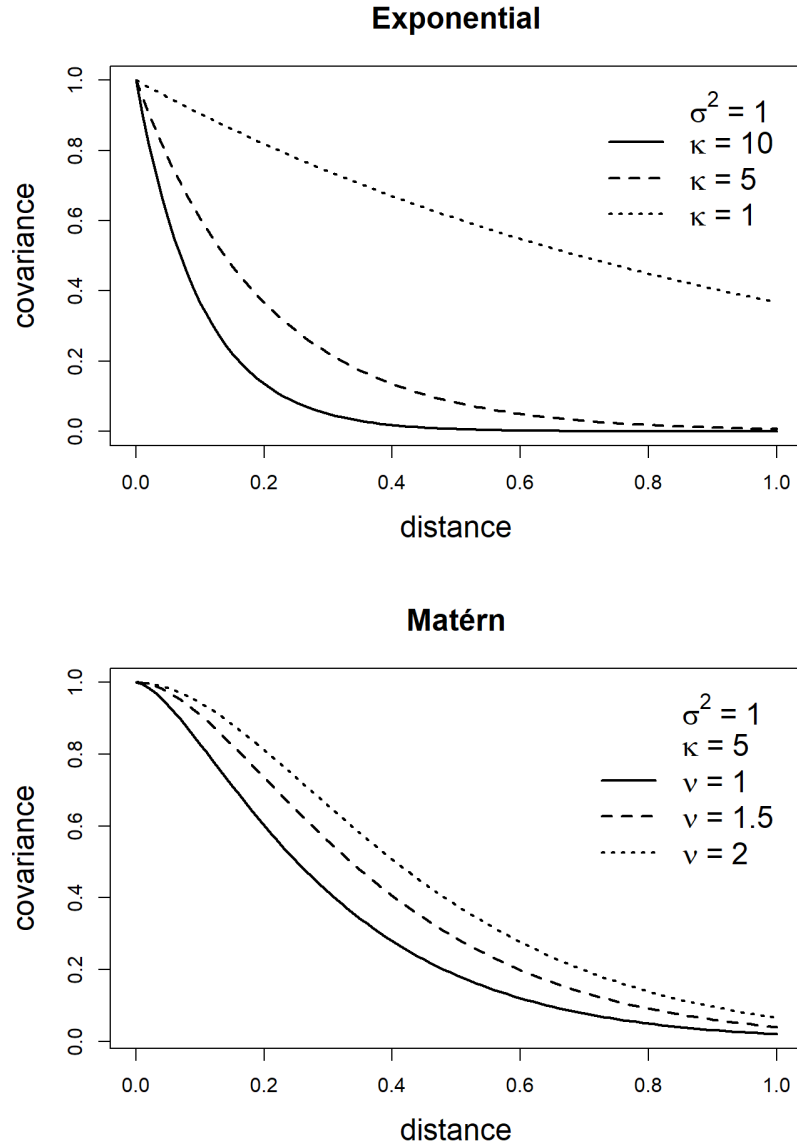 Exponential
σ² = 1
κ = 10
κ = 5
κ = 1
covariance
0.0 0.2 0.4 0.6 0.8 1.0
0.0 0.2 0.4 0.6 0.8 1.0
distance
Matérn
σ² = 1
κ = 5
ν = 1
ν = 1.5
ν = 2
covariance
0.0 0.2 0.4 0.6 0.8 1.0
0.0 0.2 0.4 0.6 0.8 1.0
distance